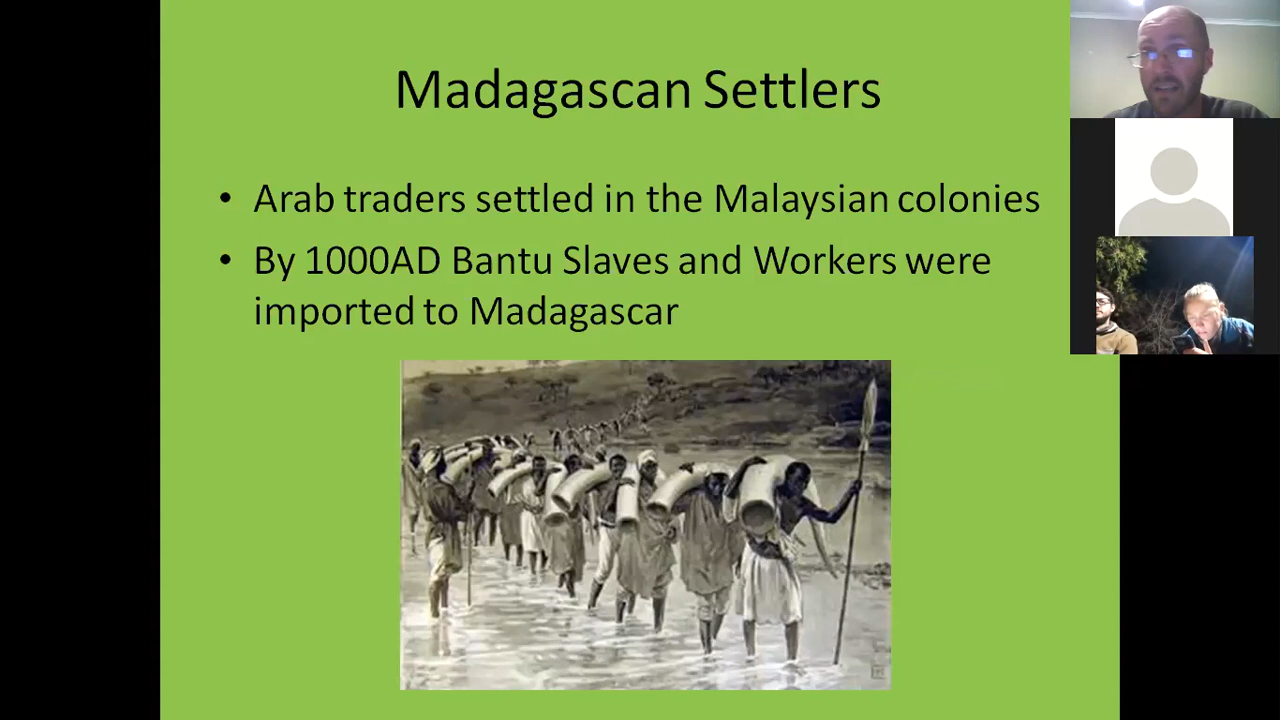 Madagascan Settlers
• Arab traders settled in the Malaysian colonies
• By 1000AD Bantu Slaves and Workers were
imported to Madagascar